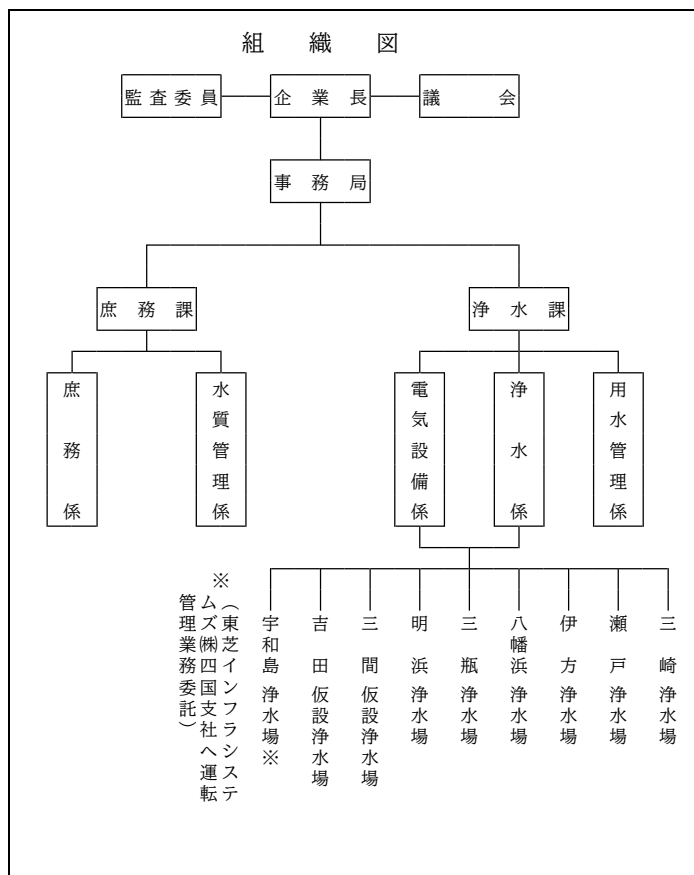 組織図
監査委員
企業長
議会
事務局
庶務課
浄水課
庶務係
水質管理係
電気設備係
浄水係
用水管理係
※(東芝インフラシステ
ムズ㈱四国支社へ運転
管理業務委託)
宇和島浄水場※
吉田仮設浄水場
三間仮設浄水場
明浜浄水場
三瓶浄水場
八幡浜浄水場
伊方浄水場
瀬戸浄水場
三崎浄水場